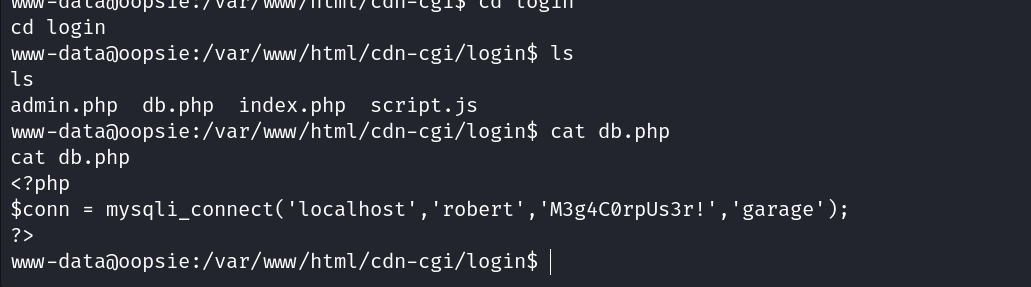 www-data@oopsie:/var/www/html/cdn-cgi$ cd login
cd login
www-data@oopsie:/var/www/html/cdn-cgi/login$ ls
ls
admin.php  db.php  index.php  script.js
www-data@oopsie:/var/www/html/cdn-cgi/login$ cat db.php
cat db.php
<?php
$conn = mysqli_connect('localhost','robert','M3g4C0rpUs3r!','garage');
?>
www-data@oopsie:/var/www/html/cdn-cgi/login$